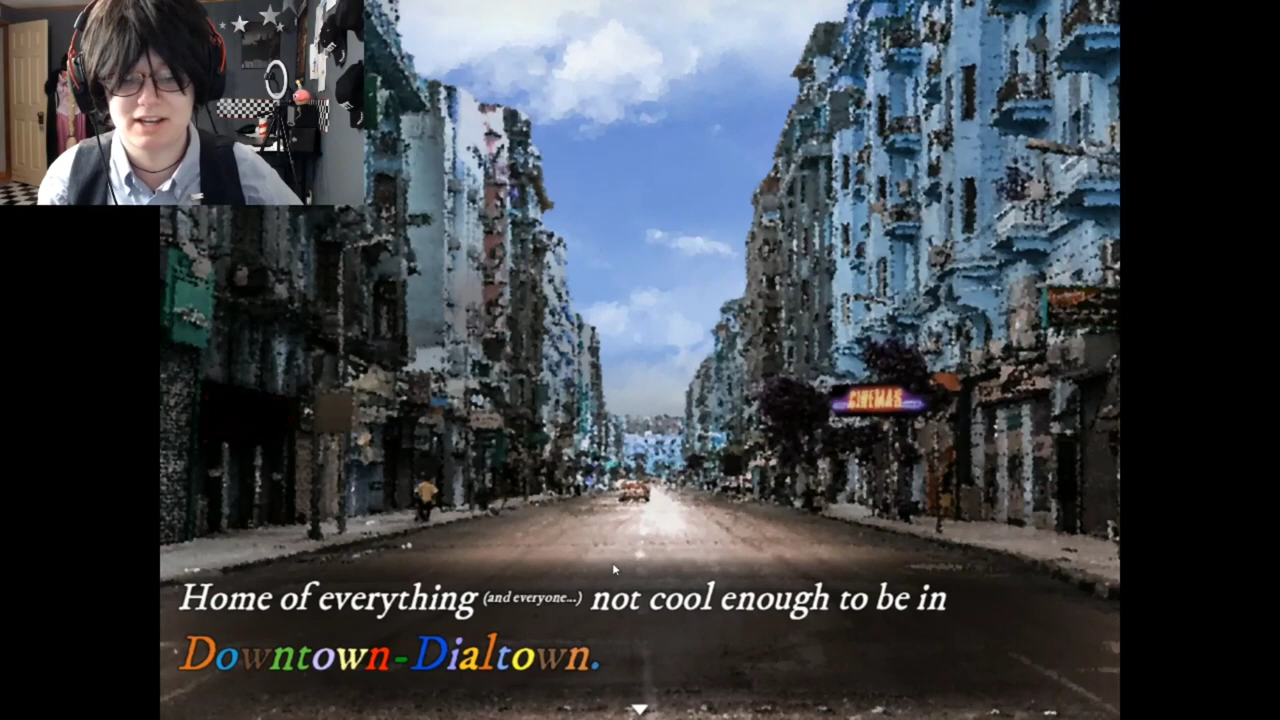 CINEMAS
Home of everything (and everyone...) not cool enough to be in
Downtown-Dialtown.